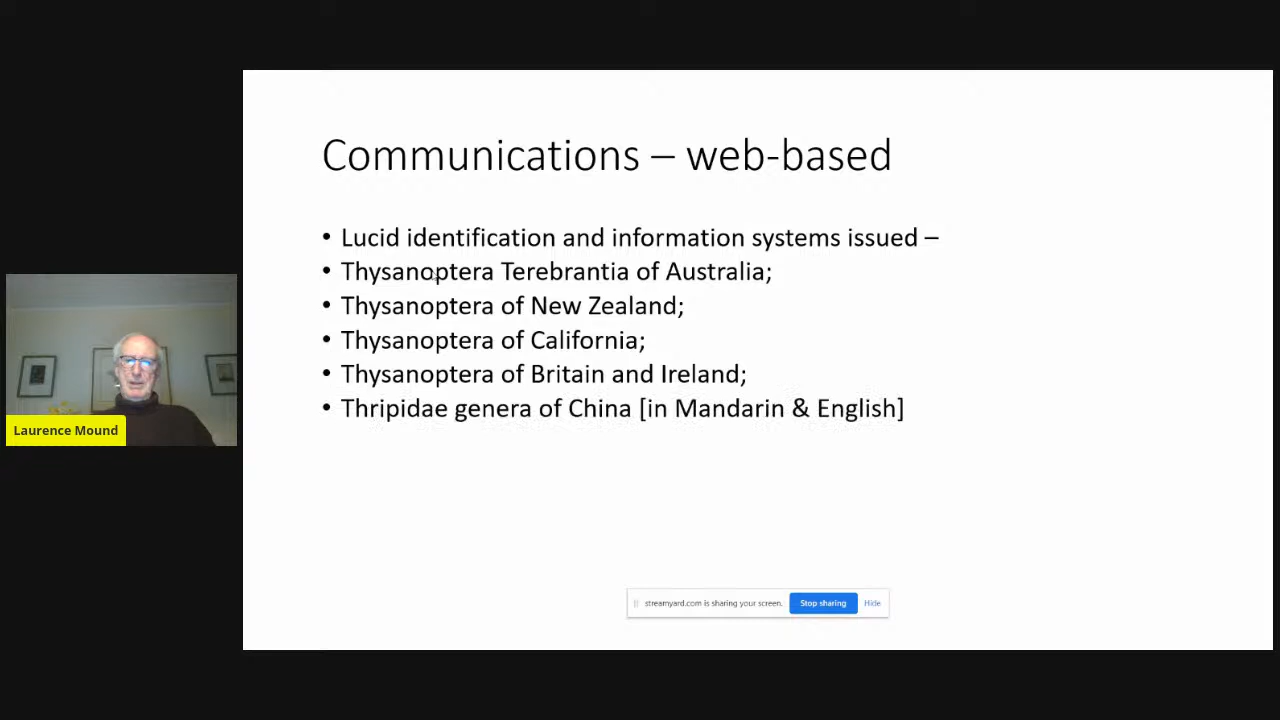 Communications – web-based
• Lucid identification and information systems issued –
• Thysanoptera Terebrantia of Australia;
• Thysanoptera of New Zealand;
• Thysanoptera of California;
• Thysanoptera of Britain and Ireland;
• Thripidae genera of China [in Mandarin & English]
Laurence Mound
streamyard.com is sharing your screen. Stop sharing Hide